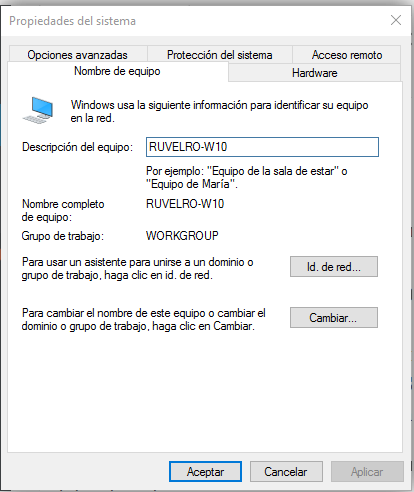 Propiedades del sistema
Opciones avanzadas
Protección del sistema
Acceso remoto
Nombre de equipo
Hardware
Windows usa la siguiente información para identificar su equipo
en la red.
Descripción del equipo:
RUVELRO-W10
Por ejemplo: "Equipo de la sala de estar" o
"Equipo de María".
Nombre completo
de equipo:
RUVELRO-W10
Grupo de trabajo:
WORKGROUP
Para usar un asistente para unirse a un dominio o
grupo de trabajo, haga clic en id. de red.
Id. de red...
Para cambiar el nombre de este equipo o cambiar el
dominio o grupo de trabajo, haga clic en Cambiar.
Cambiar...
Aceptar
Cancelar
Aplicar